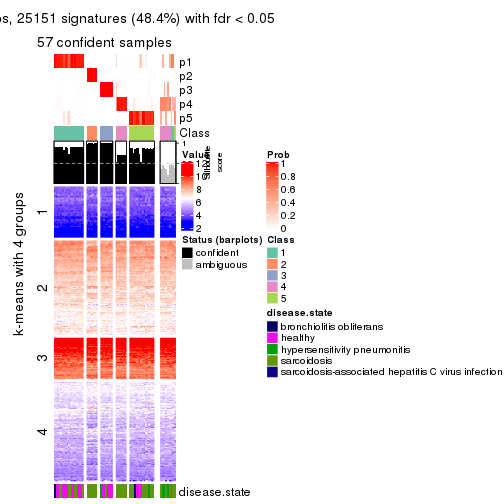 s, 25151 signatures (48.4%) with fdr < 0.05
57 confident samples
k-means with 4 groups
p1
p2
p3
p4
p5
Class
1
Silhouette
score
Value
12
10
8
6
4
2
Status (barplots)
confident
ambiguous
Prob
1
0.8
0.6
0.4
0.2
0
Class
1
2
3
4
5
disease.state
bronchiolitis obliterans
healthy
hypersensitivity pneumonitis
sarcoidosis
sarcoidosis-associated hepatitis C virus infection
1
2
3
4
disease.state